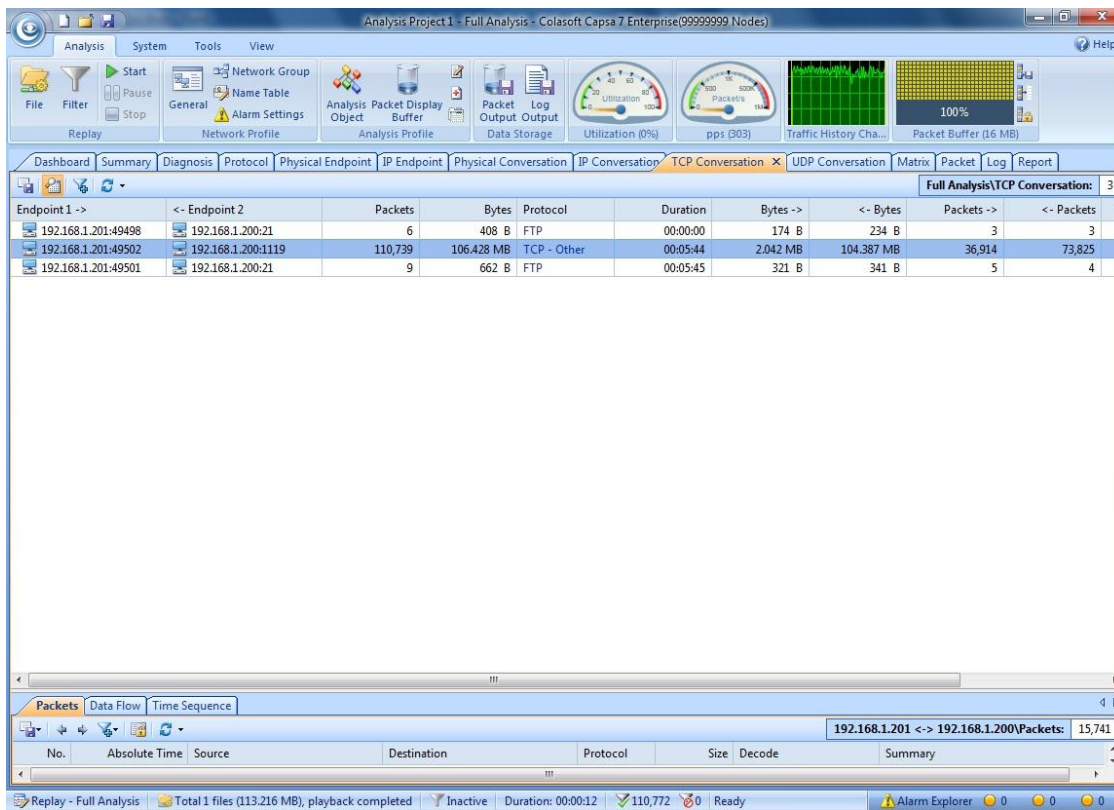 Analysis Project 1 - Full Analysis - Colasoft Capsa 7 Enterprise(99999999 Nodes)
Analysis System Tools View Help
File Filter Start Pause Stop Replay
General Network Group Name Table Alarm Settings Network Profile
Analysis Object Packet Display Buffer Analysis Profile
Packet Output Log Output Data Storage
Utilization Utilization (0%)
Packet/s pps (303)
Traffic History Cha...
100% Packet Buffer (16 MB)
Dashboard Summary Diagnosis Protocol Physical Endpoint IP Endpoint Physical Conversation IP Conversation TCP Conversation UDP Conversation Matrix Packet Log Report
Full Analysis\TCP Conversation: 3
Endpoint 1 -> <- Endpoint 2 Packets Bytes Protocol Duration Bytes -> <- Bytes Packets -> <- Packets
192.168.1.201:49498 192.168.1.200:21 6 408 B FTP 00:00:00 174 B 234 B 3 3
192.168.1.201:49502 192.168.1.200:1119 110,739 106.428 MB TCP - Other 00:05:44 2.042 MB 104.387 MB 36,914 73,825
192.168.1.201:49501 192.168.1.200:21 9 662 B FTP 00:05:45 321 B 341 B 5 4
Packets Data Flow Time Sequence
192.168.1.201 <-> 192.168.1.200\Packets: 15,741
No. Absolute Time Source Destination Protocol Size Decode Summary
Replay - Full Analysis Total 1 files (113.216 MB), playback completed Inactive Duration: 00:00:12 110,772 0 Ready Alarm Explorer 0 0 0